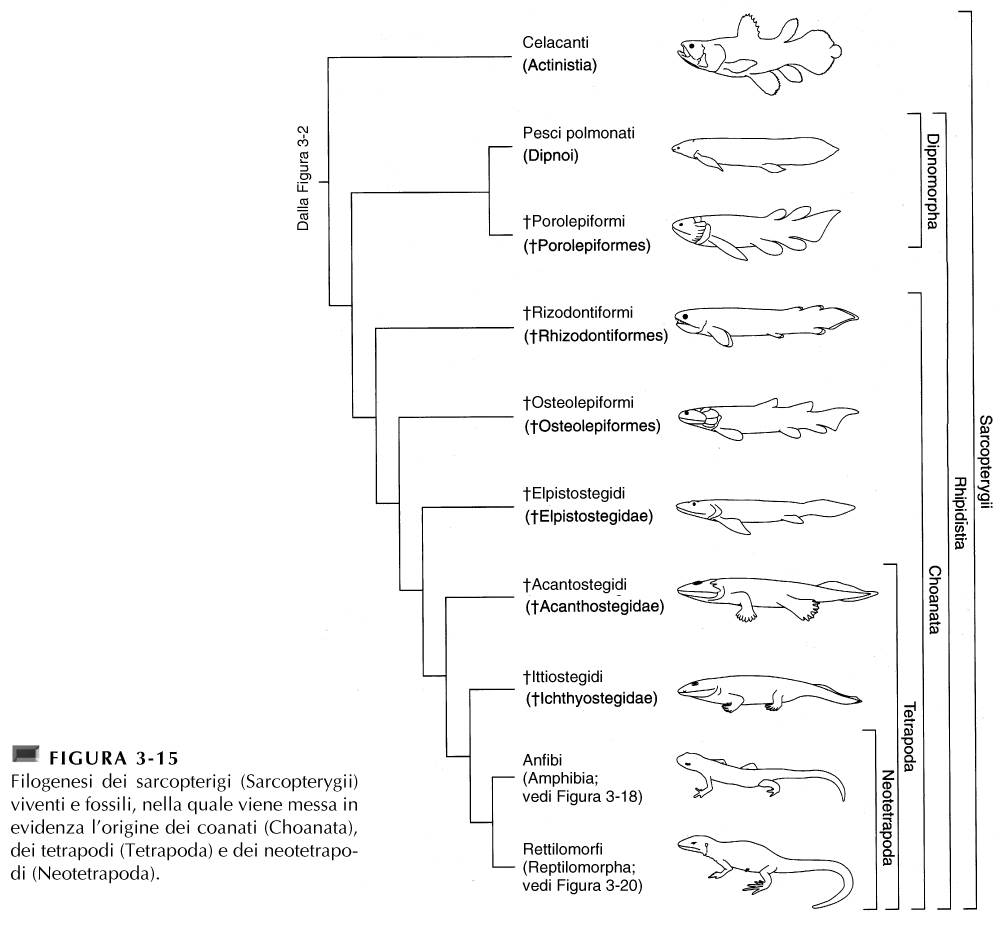 Celacanti
(Actinistia)
Dalla Figura 3-2
Pesci polmonati
(Dipnoi)
†Porolepiformi
(†Porolepiformes)
Dipnomorpha
†Rizodontiformi
(†Rhizodontiformes)
†Osteolepiformi
(†Osteolepiformes)
†Elpistostegidi
(†Elpistostegidae)
†Acantostegidi
(†Acanthostegidae)
†Ittiostegidi
(†Ichthyostegidae)
Anfibi
(Amphibia;
vedi Figura 3-18)
Rettilomorfi
(Reptilomorpha;
vedi Figura 3-20)
Neotetrapoda
Tetrapoda
Choanata
Rhipidistia
Sarcopterygii
FIGURA 3-15
Filogenesi dei sarcopterigi (Sarcopterygii)
viventi e fossili, nella quale viene messa in
evidenza l'origine dei coanati (Choanata),
dei tetrapodi (Tetrapoda) e dei neotetrapo-
di (Neotetrapoda).